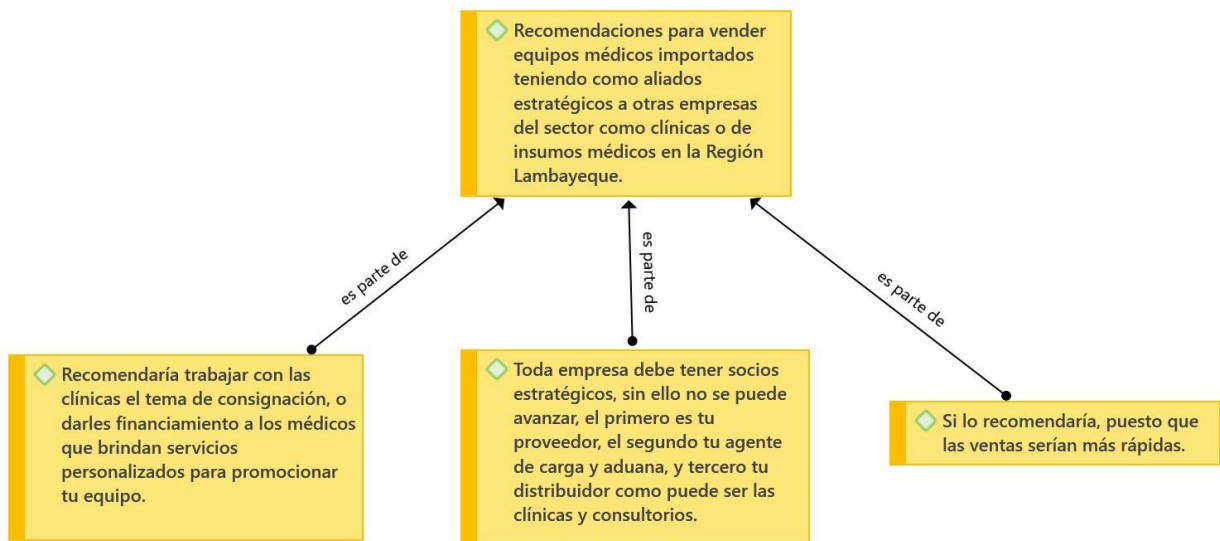 Recomendaciones para vender
equipos médicos importados
teniendo como aliados
estratégicos a otras empresas
del sector como clínicas o de
insumos médicos en la Región
Lambayeque.
es parte de
es parte de
es parte de
Recomendaría trabajar con las
clínicas el tema de consignación, o
darles financiamiento a los médicos
que brindan servicios
personalizados para promocionar
tu equipo.
Toda empresa debe tener socios
estratégicos, sin ello no se puede
avanzar, el primero es tu
proveedor, el segundo tu agente
de carga y aduana, y tercero tu
distribuidor como puede ser las
clínicas y consultorios.
Si lo recomendaría, puesto que
las ventas serían más rápidas.